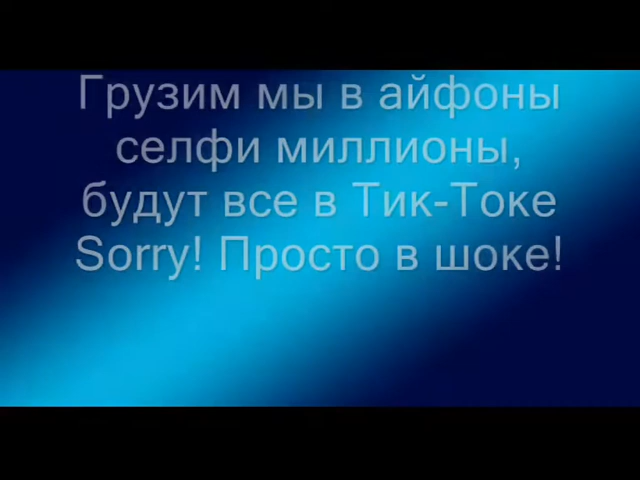 Грузим мы в айфоны
селфи миллионы,
будут все в Тик-Токе
Sorry! Просто в шоке!